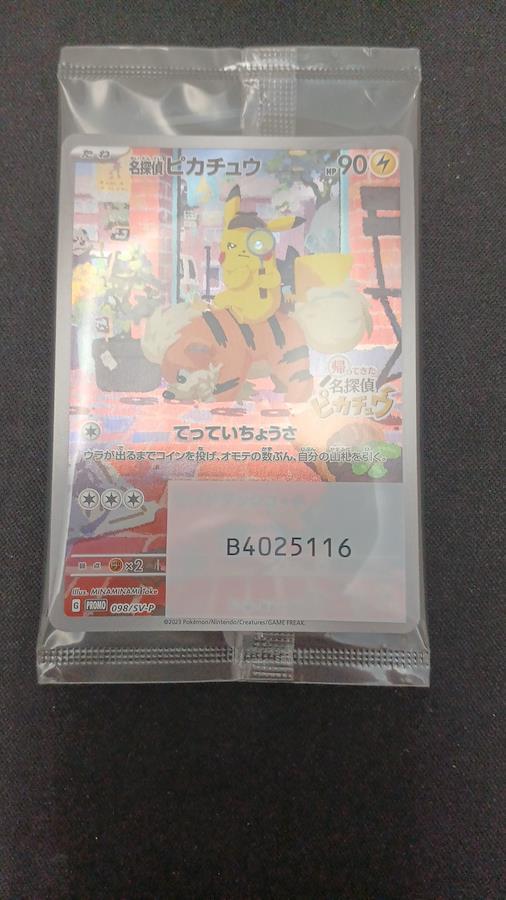 たね
名探偵ピカチュウ
HP 90
帰ってきた
名探偵
ピカチュウ
てっていちょうさ
ウラが出るまでコインを投げ、オモテの数ぶん、自分の山札を引く。
B4025116
弱点 ×2
Illus. MINAMINAMI Take
G PROMO 098/SV-P
©2023 Pokémon/Nintendo/Creatures/GAME FREAK.